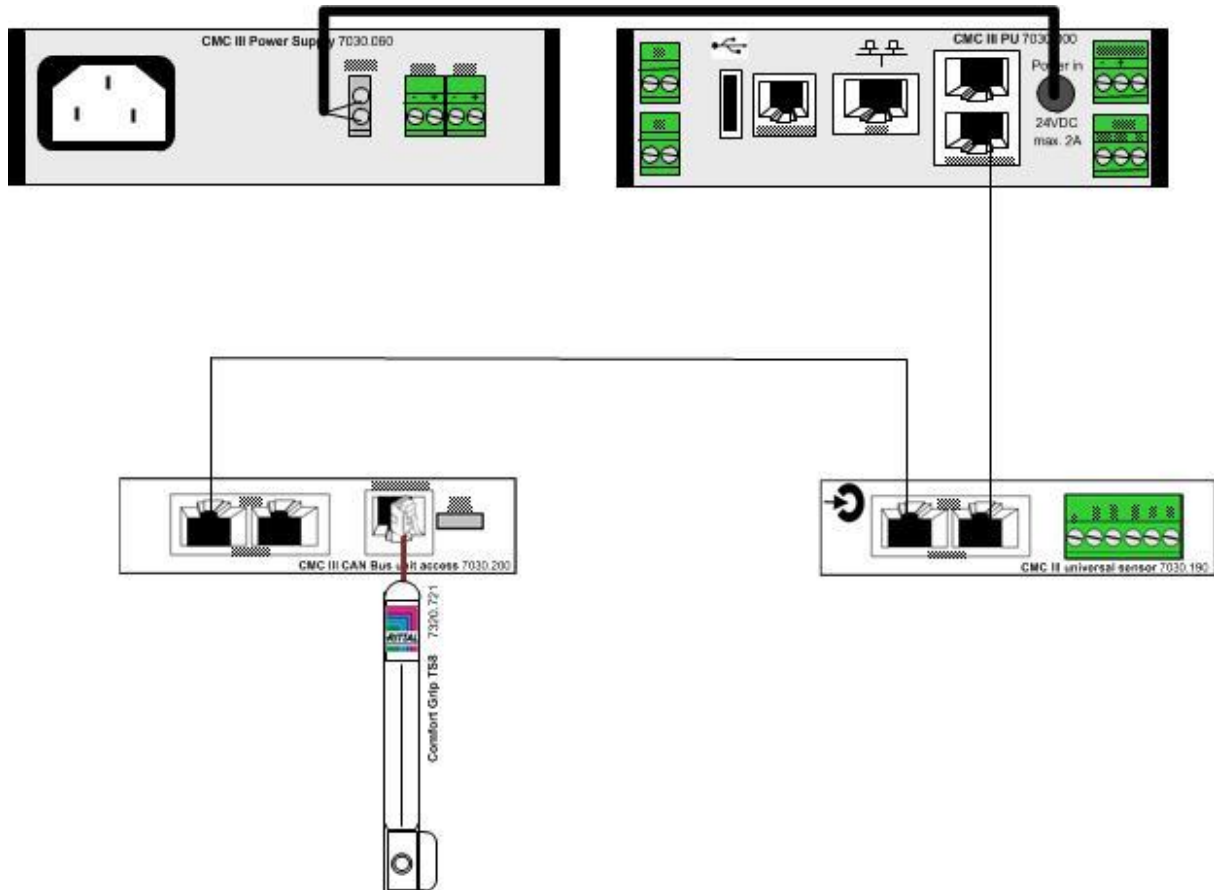 CMC III Power Supply 7030.060
CMC III PU 7030.000
Power in
- +
24VDC
max. 2A
- + - +
CMC III CAN Bus unit access 7030.200
CMC III universal sensor 7030.190
RITTAL
Comfort Grip TS8 7320.721